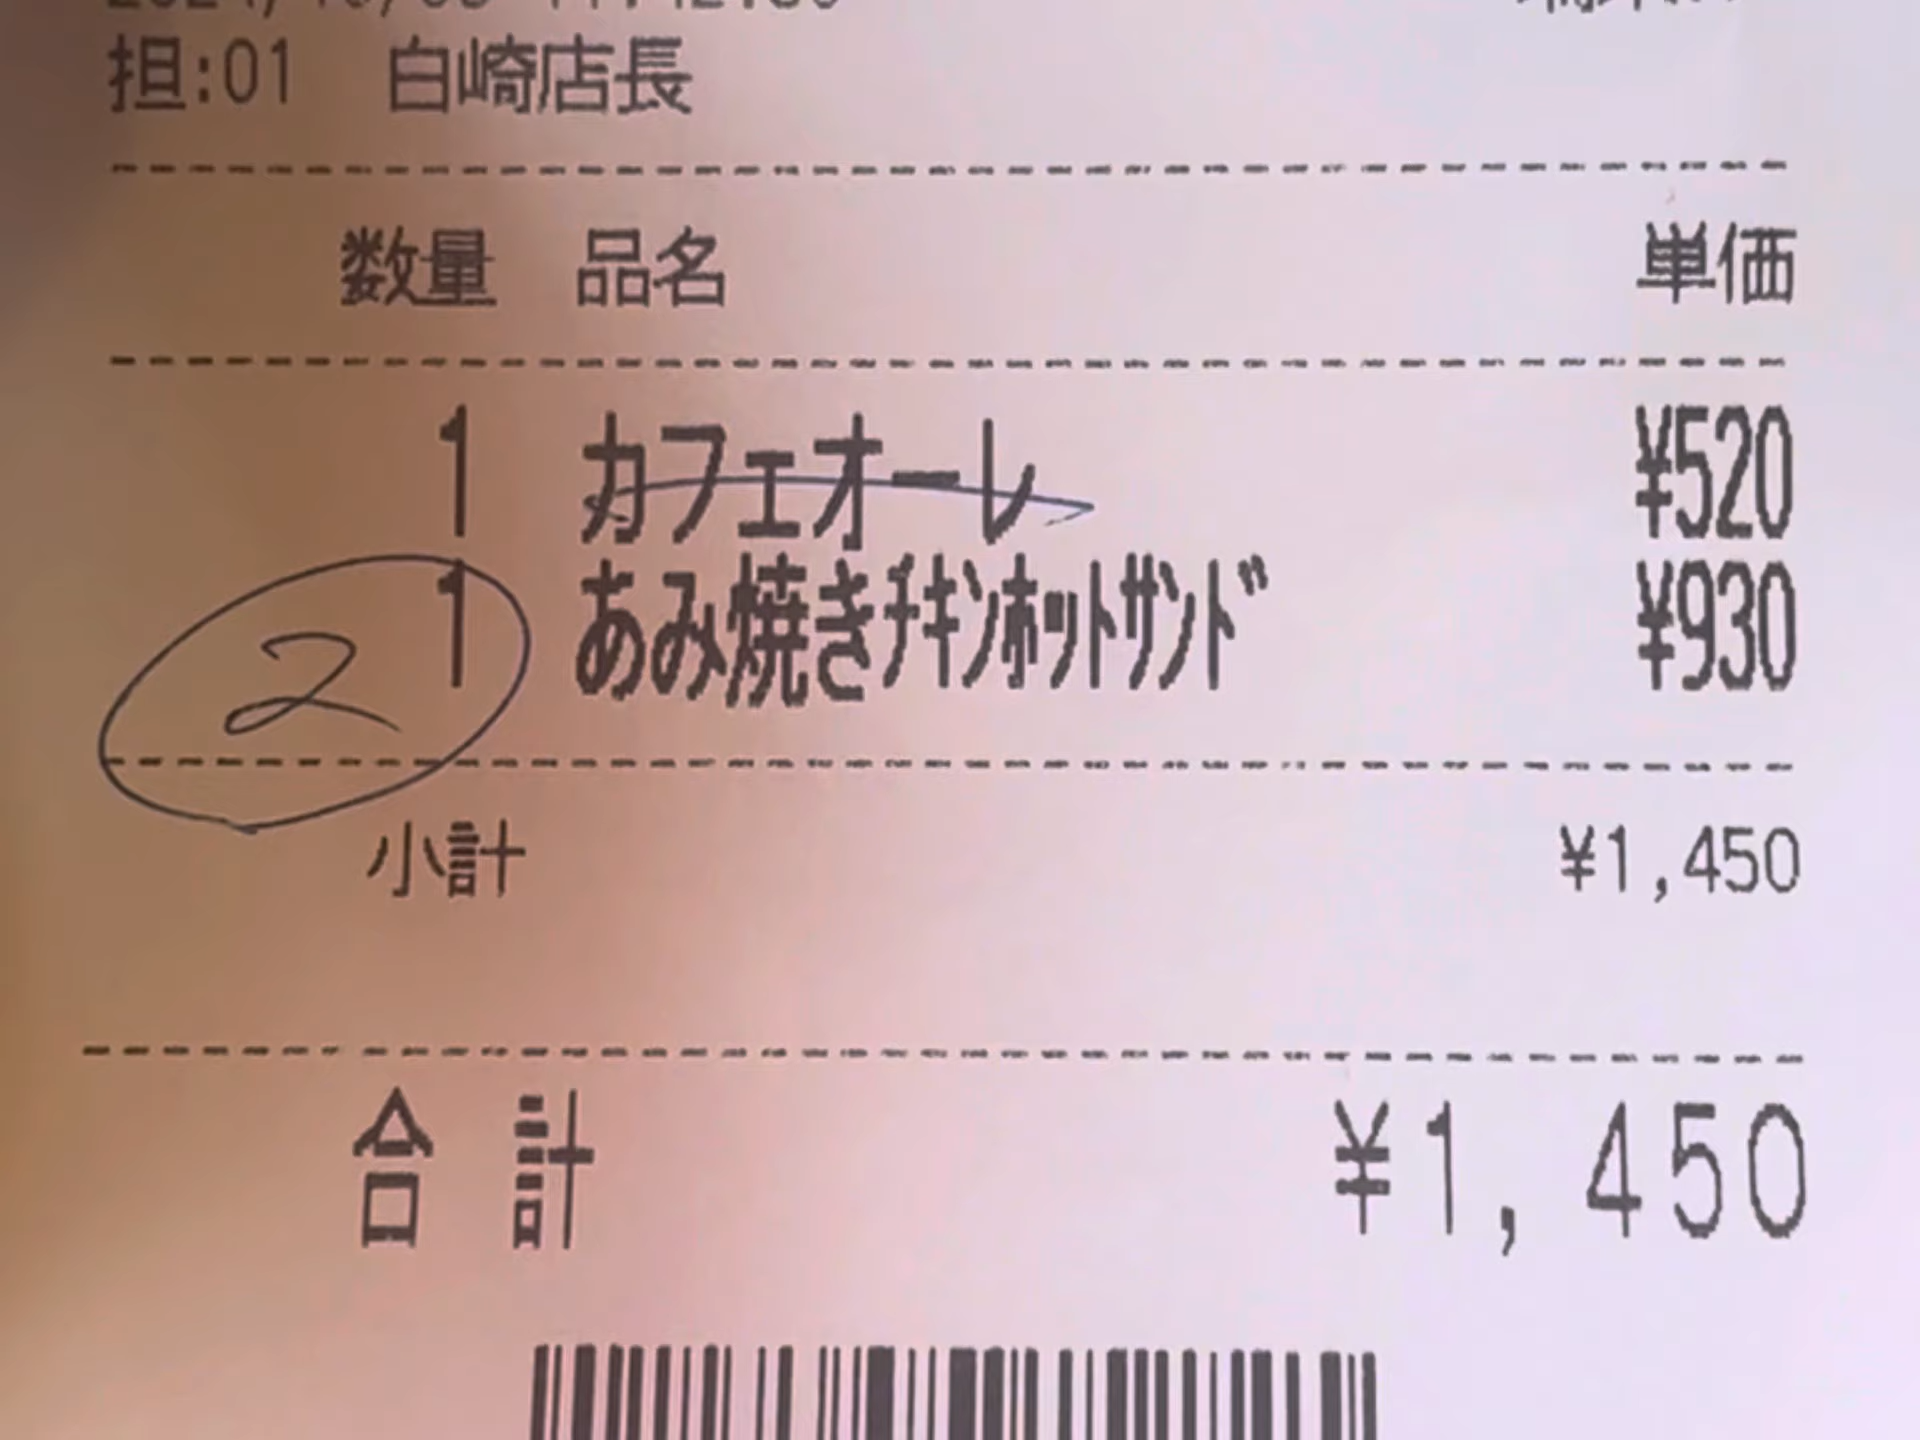 担:01 白崎店長
数量 品名 単価
1 カフェオーレ ¥520
1 あみ焼きﾁｷﾝﾎｯﾄｻﾝﾄﾞ ¥930
2
小計 ¥1,450
合計 ¥1,450